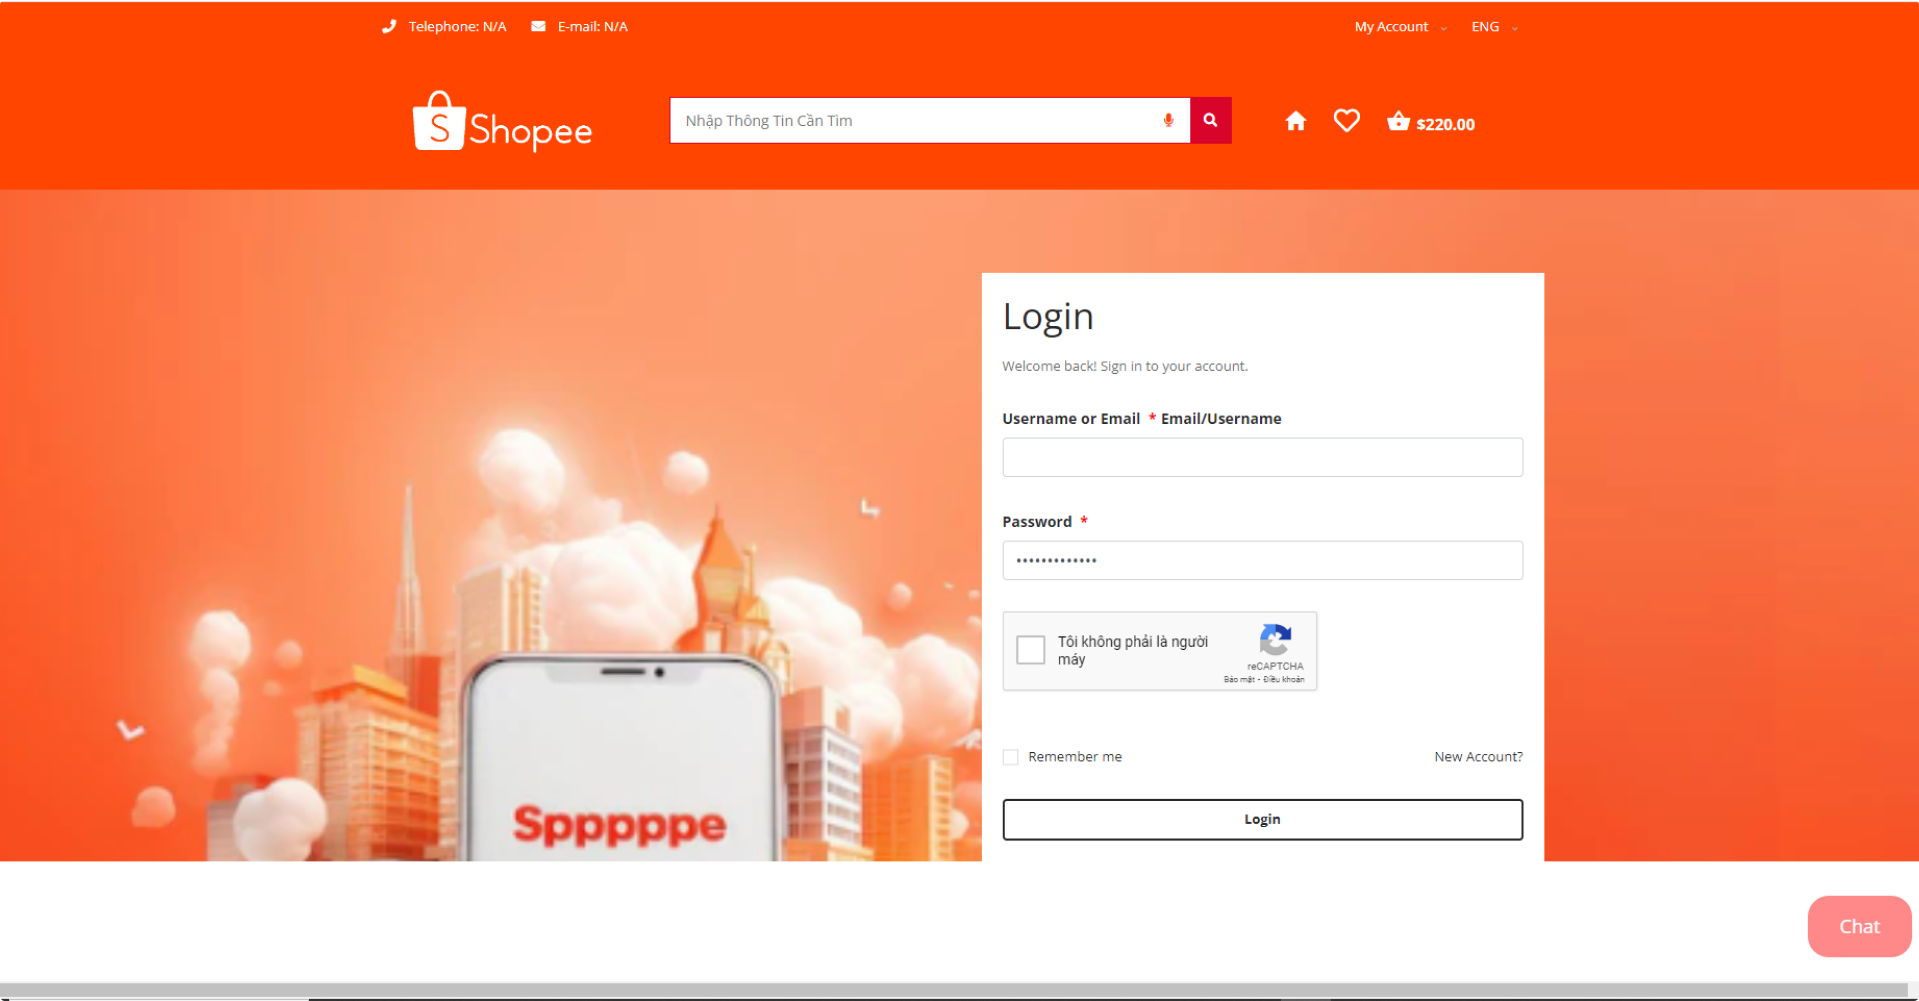 Telephone: N/A E-mail: N/A My Account ENG
S Shopee Nhập Thông Tin Cần Tìm $220.00
Login
Welcome back! Sign in to your account.
Username or Email * Email/Username
Password *
•••••••••••••
Tôi không phải là người
máy
reCAPTCHA
Bảo mật - Điều khoản
Remember me New Account?
Spppppe
Login
Chat